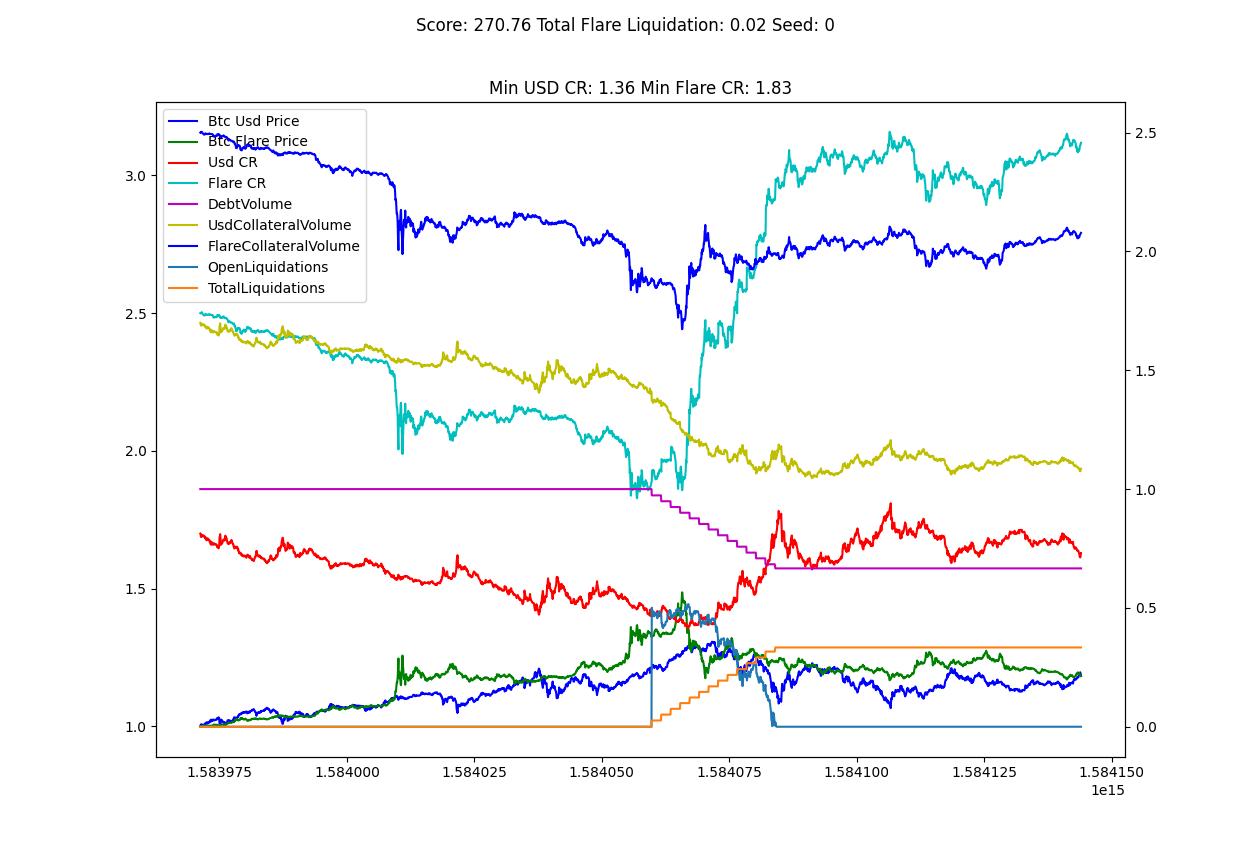 Score: 270.76 Total Flare Liquidation: 0.02 Seed: 0
Min USD CR: 1.36 Min Flare CR: 1.83
Btc Usd Price
Btc Flare Price
Usd CR
Flare CR
DebtVolume
UsdCollateralVolume
FlareCollateralVolume
OpenLiquidations
TotalLiquidations
3.0
2.5
2.0
1.5
1.0
2.5
2.0
1.5
1.0
0.5
0.0
1.583975 1.584000 1.584025 1.584050 1.584075 1.584100 1.584125 1.584150
1e15